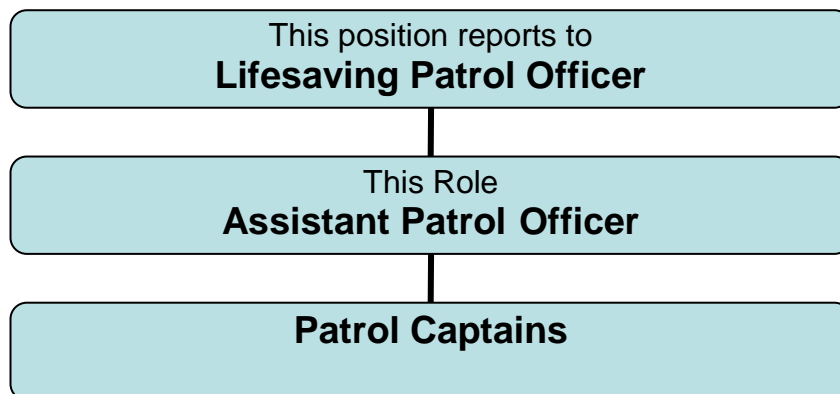 This position reports to
Lifesaving Patrol Officer
This Role
Assistant Patrol Officer
Patrol Captains